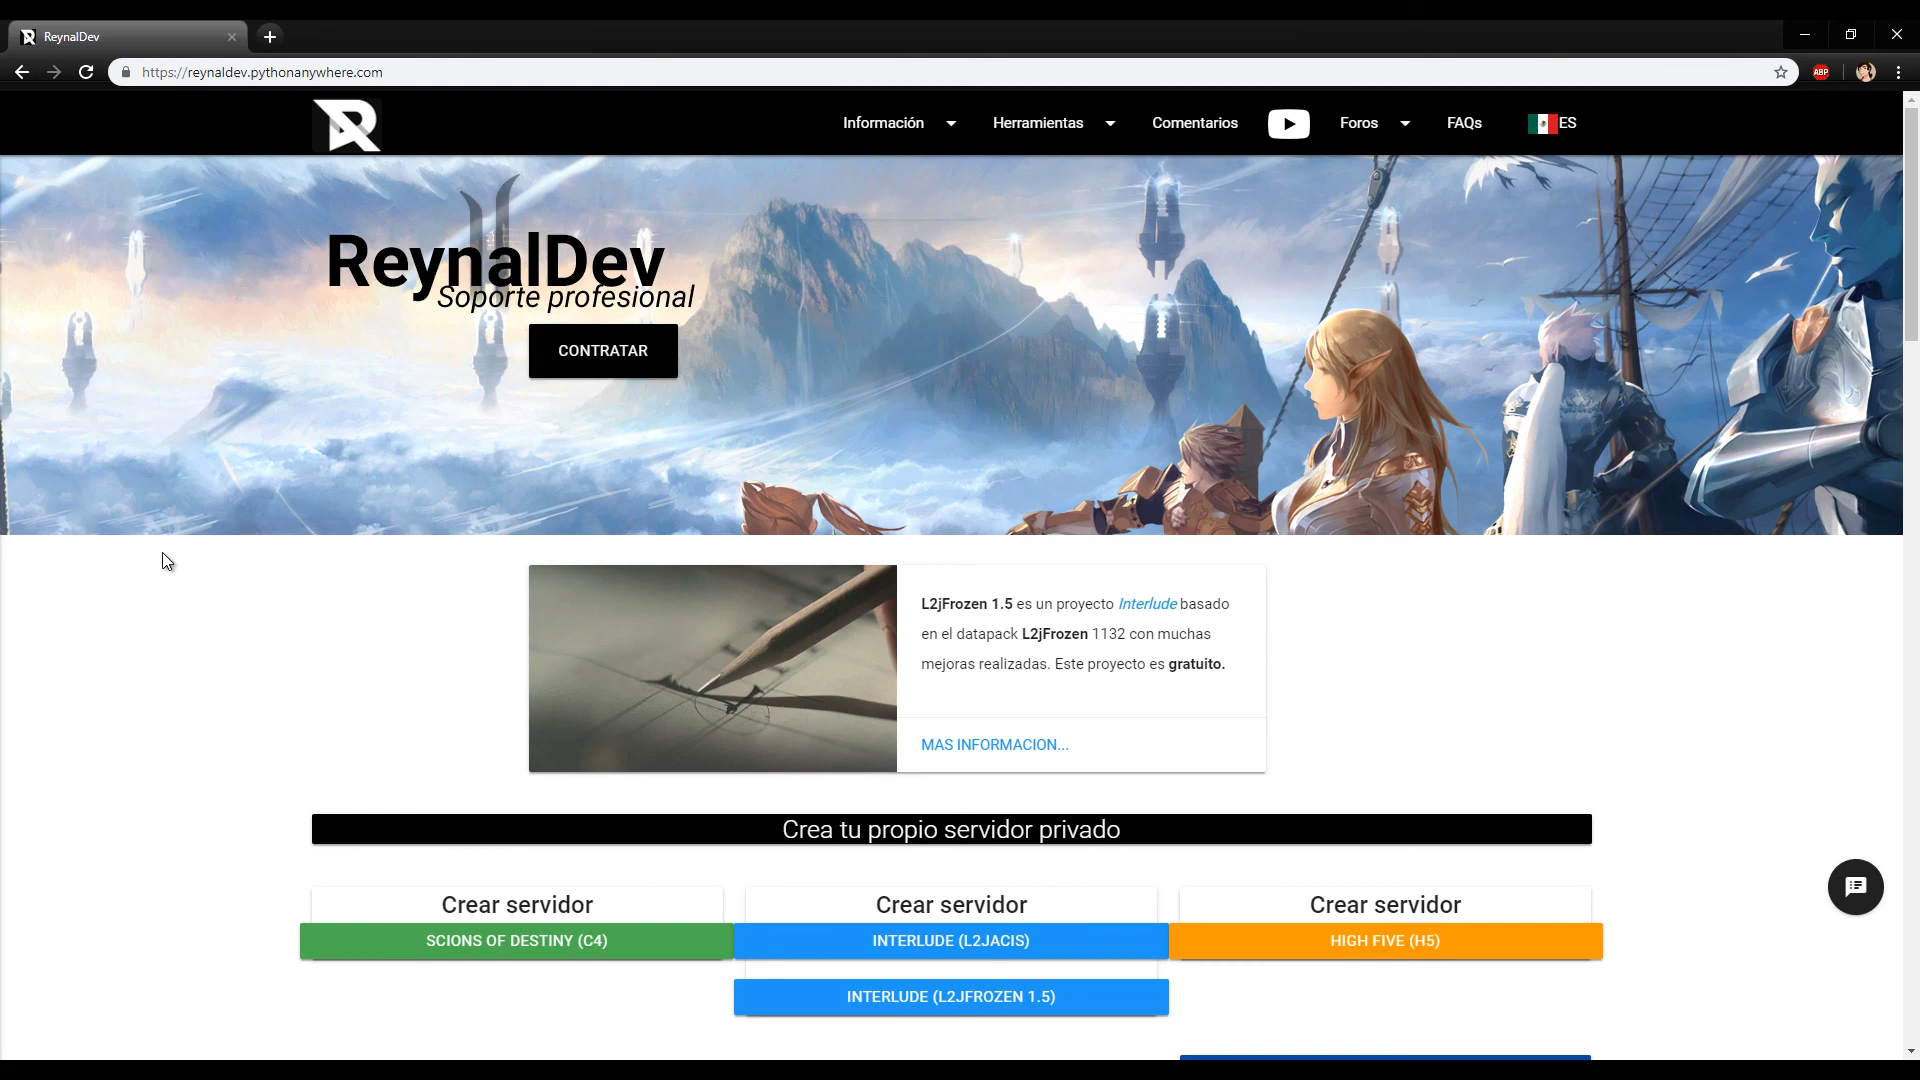 ReynalDev
https://reynaldev.pythonanywhere.com
ABP
Información
Herramientas
Comentarios
Foros
FAQs
ES
ReynalDev
Soporte profesional
CONTRATAR
L2jFrozen 1.5 es un proyecto Interlude basado
en el datapack L2jFrozen 1132 con muchas
mejoras realizadas. Este proyecto es gratuito.
MAS INFORMACION...
Crea tu propio servidor privado
Crear servidor
SCIONS OF DESTINY (C4)
Crear servidor
INTERLUDE (L2JACIS)
INTERLUDE (L2JFROZEN 1.5)
Crear servidor
HIGH FIVE (H5)